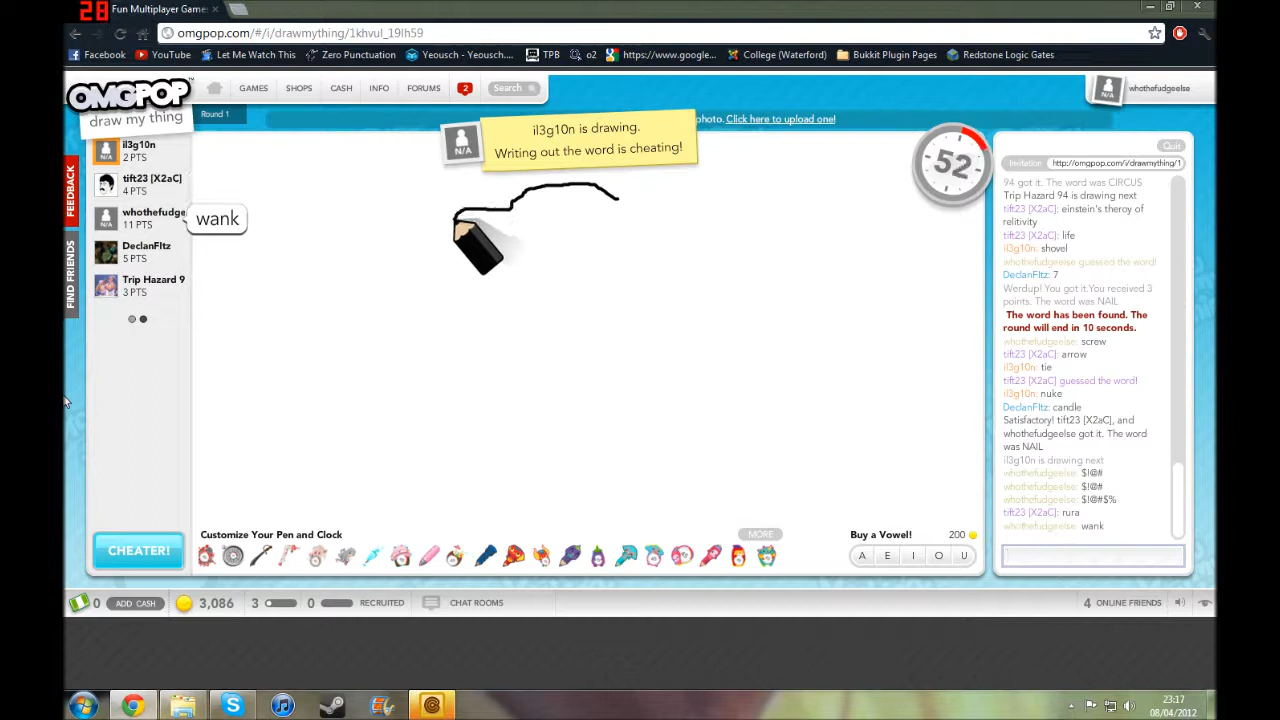 28
Fun Multiplayer Game
omgpop.com/#/i/drawmything/1khvul_19lh59
Facebook
YouTube
Let Me Watch This
Zero Punctuation
Yeousch - Yeousch....
TPB
o2
https://www.google...
College (Waterford)
Bukkit Plugin Pages
Redstone Logic Gates
OMGPOP
draw my thing
GAMES
SHOPS
CASH
INFO
FORUMS
2
Search
N/A
whothefudgeelse
Round 1
photo. Click here to upload one!
N/A
il3g10n is drawing.
Writing out the word is cheating!
52
FEEDBACK
FIND FRIENDS
N/A
il3g10n
2 PTS
tift23 [X2aC]
4 PTS
N/A
whothefudge
11 PTS
wank
DeclanFItz
5 PTS
Trip Hazard 9
3 PTS
CHEATER!
Quit
Invitation
http://omgpop.com/i/drawmything/1
94 got it. The word was CIRCUS
Trip Hazard 94 is drawing next
tift23 [X2aC]: einstein's theroy of
relitivity
tift23 [X2aC]: life
il3g10n: shovel
whothefudgeelse guessed the word!
DeclanFItz: 7
Werdup! You got it.You received 3
points. The word was NAIL
The word has been found. The
round will end in 10 seconds.
whothefudgeelse: screw
tift23 [X2aC]: arrow
il3g10n: tie
tift23 [X2aC] guessed the word!
il3g10n: nuke
DeclanFItz: candle
Satisfactory! tift23 [X2aC], and
whothefudgeelse got it. The word
was NAIL
il3g10n is drawing next
whothefudgeelse: $!@#
whothefudgeelse: $!@#
whothefudgeelse: $!@#$%
tift23 [X2aC]: rura
whothefudgeelse: wank
Customize Your Pen and Clock
MORE
Buy a Vowel!
200
A
E
I
O
U
0
ADD CASH
3,086
3
0
RECRUITED
CHAT ROOMS
4 ONLINE FRIENDS
23:17
08/04/2012